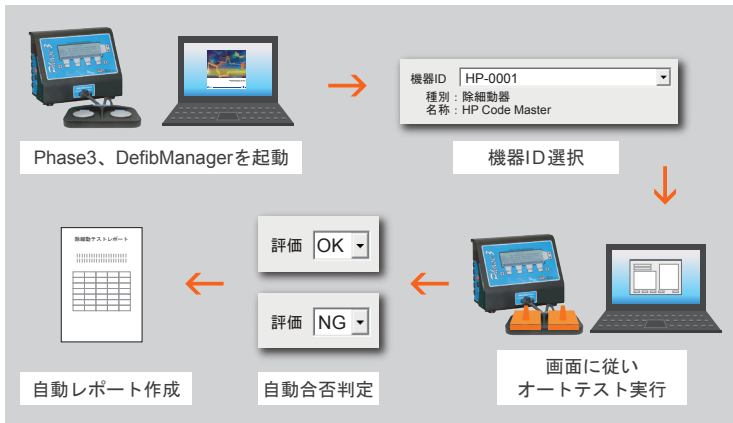 Phase 3
Phase3、DefibManagerを起動
機器ID HP-0001
種別：除細動器
名称：HP Code Master
機器ID選択
Phase 3
画面に従い
オートテスト実行
評価 OK
評価 NG
自動合否判定
除細動テストレポート
自動レポート作成